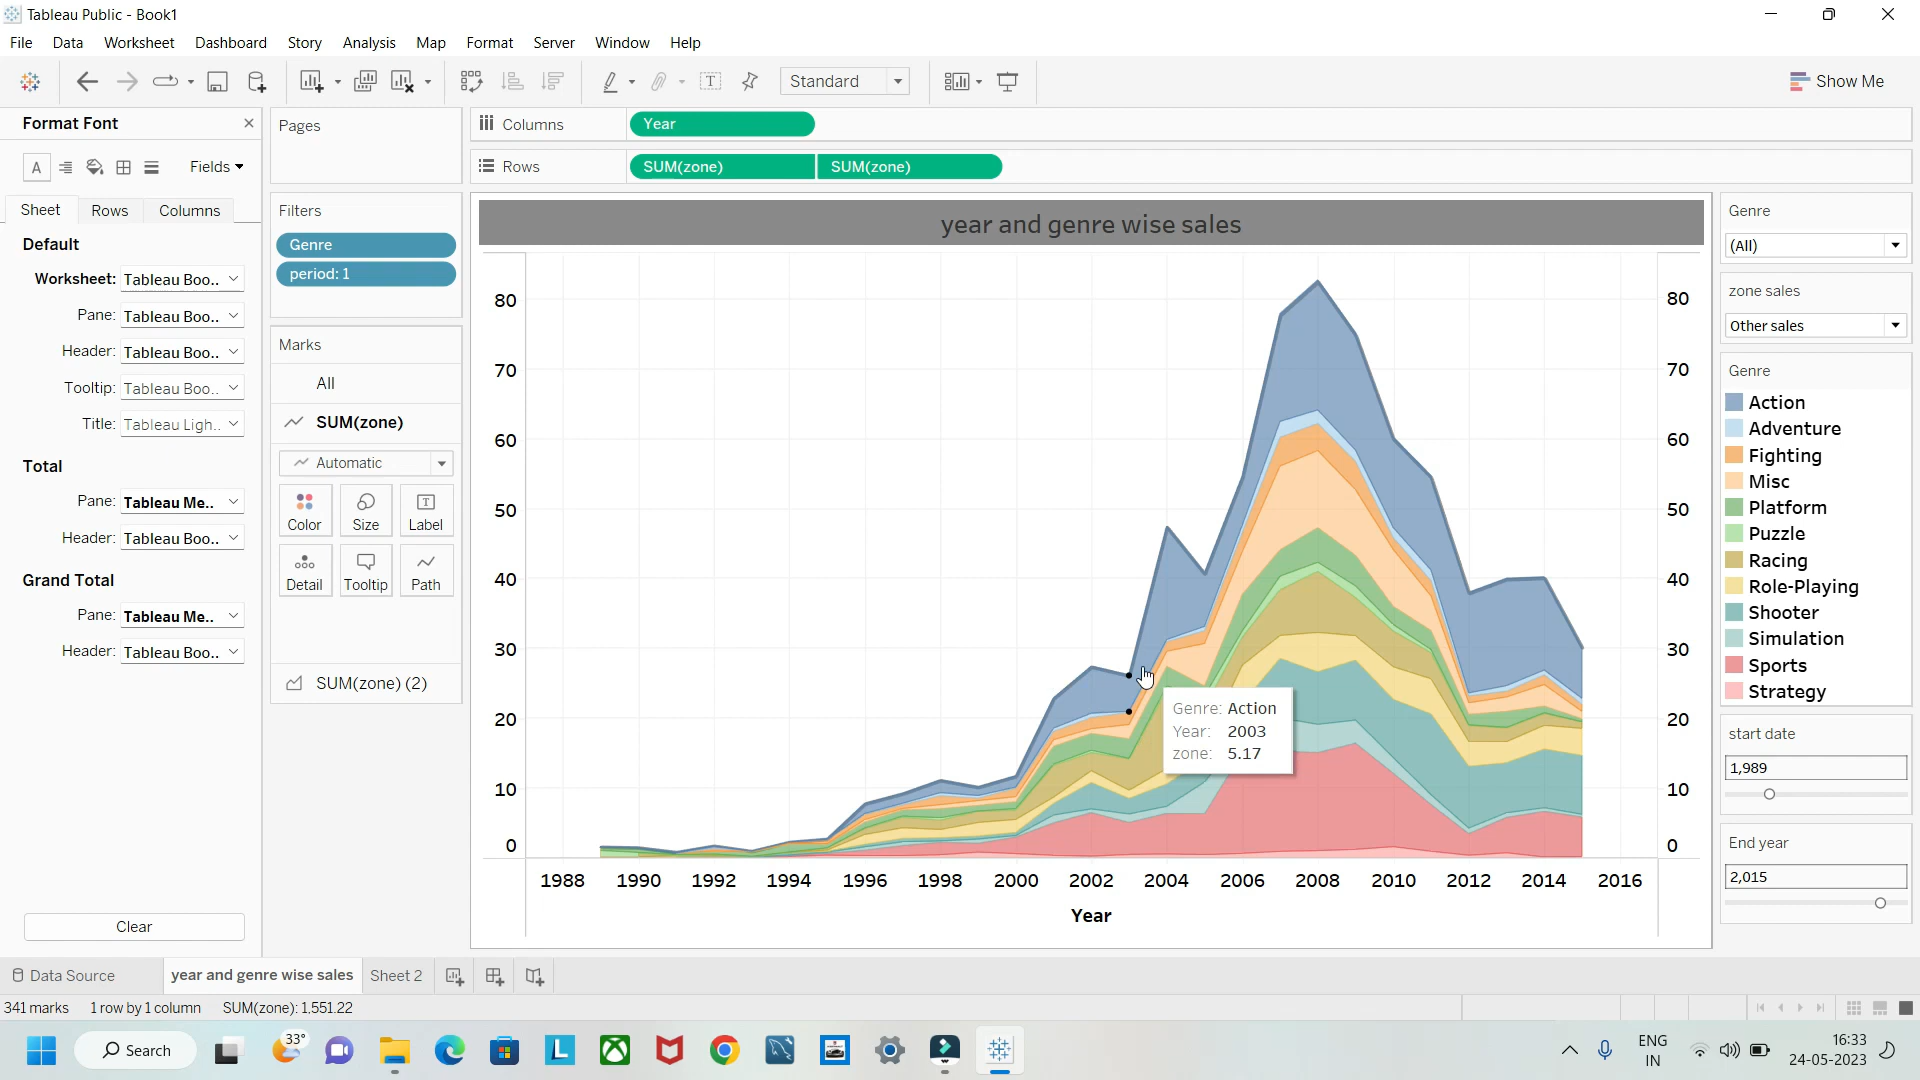 Tableau Public - Book1
File Data Worksheet Dashboard Story Analysis Map Format Server Window Help
Standard
Show Me
Format Font
Fields
Sheet Rows Columns
Default
Worksheet: Tableau Boo..
Pane: Tableau Boo..
Header: Tableau Boo..
Tooltip: Tableau Boo..
Title: Tableau Ligh..
Total
Pane: Tableau Me..
Header: Tableau Boo..
Grand Total
Pane: Tableau Me..
Header: Tableau Boo..
Clear
Pages
Filters
Genre
period: 1
Marks
All
SUM(zone)
Automatic
Color Size Label
Detail Tooltip Path
SUM(zone) (2)
Columns Year
Rows SUM(zone) SUM(zone)
year and genre wise sales
80
70
60
50
40
30
20
10
0
80
70
60
50
40
30
20
10
0
Genre: Action
Year: 2003
zone: 5.17
1988 1990 1992 1994 1996 1998 2000 2002 2004 2006 2008 2010 2012 2014 2016
Year
Genre
(All)
zone sales
Other sales
Genre
Action
Adventure
Fighting
Misc
Platform
Puzzle
Racing
Role-Playing
Shooter
Simulation
Sports
Strategy
start date
1,989
End year
2,015
Data Source year and genre wise sales Sheet 2
341 marks 1 row by 1 column SUM(zone): 1,551.22
Search
33°
ENG
IN
16:33
24-05-2023